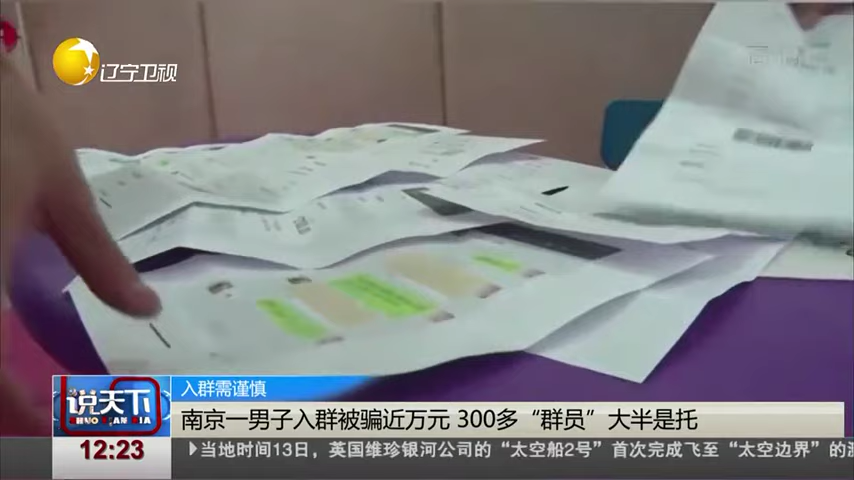 辽宁卫视
入群需谨慎
说天下
SHUO TIAN XIA
南京一男子入群被骗近万元 300多“群员”大半是托
12:23
当地时间13日，英国维珍银河公司的“太空船2号”首次完成飞至“太空边界”的